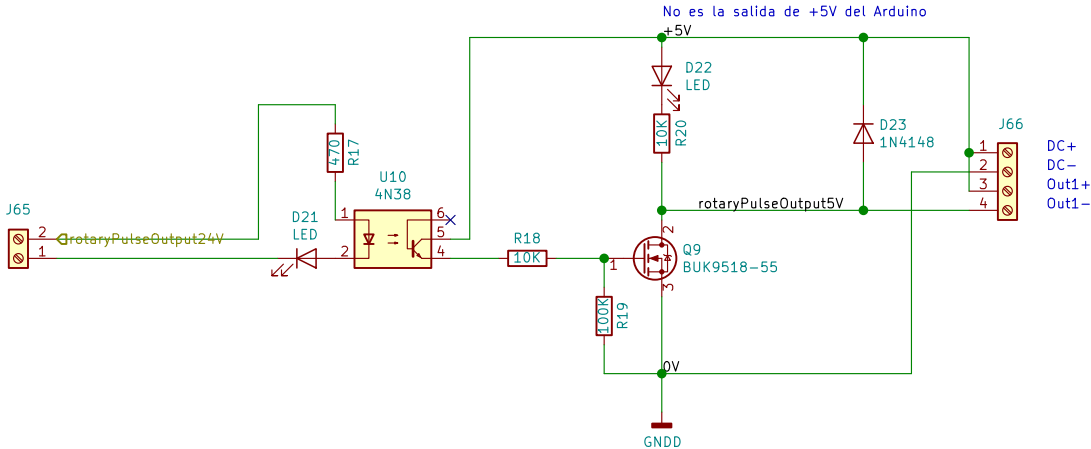 No es la salida de +5V del Arduino
+5V
D22
LED
10K
R20
D23
1N4148
J66
1
DC+
2
DC-
3
Out1+
4
Out1-
470
R17
U10
4N38
1
6
5
2
4
J65
2
rotaryPulseOutput24V
1
D21
LED
R18
10K
rotaryPulseOutput5V
2
1
Q9
BUK9518-55
3
100K
R19
0V
GNDD